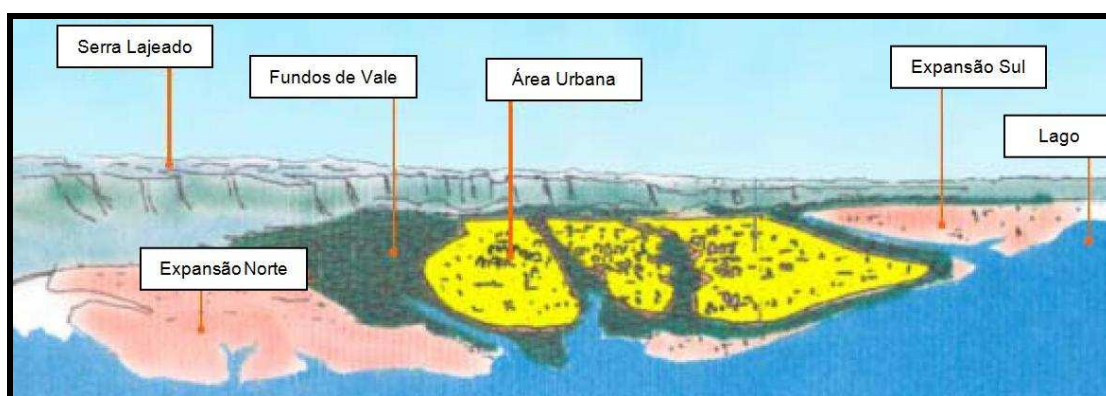 Serra Lajeado
Fundos de Vale
Área Urbana
Expansão Sul
Lago
Expansão Norte